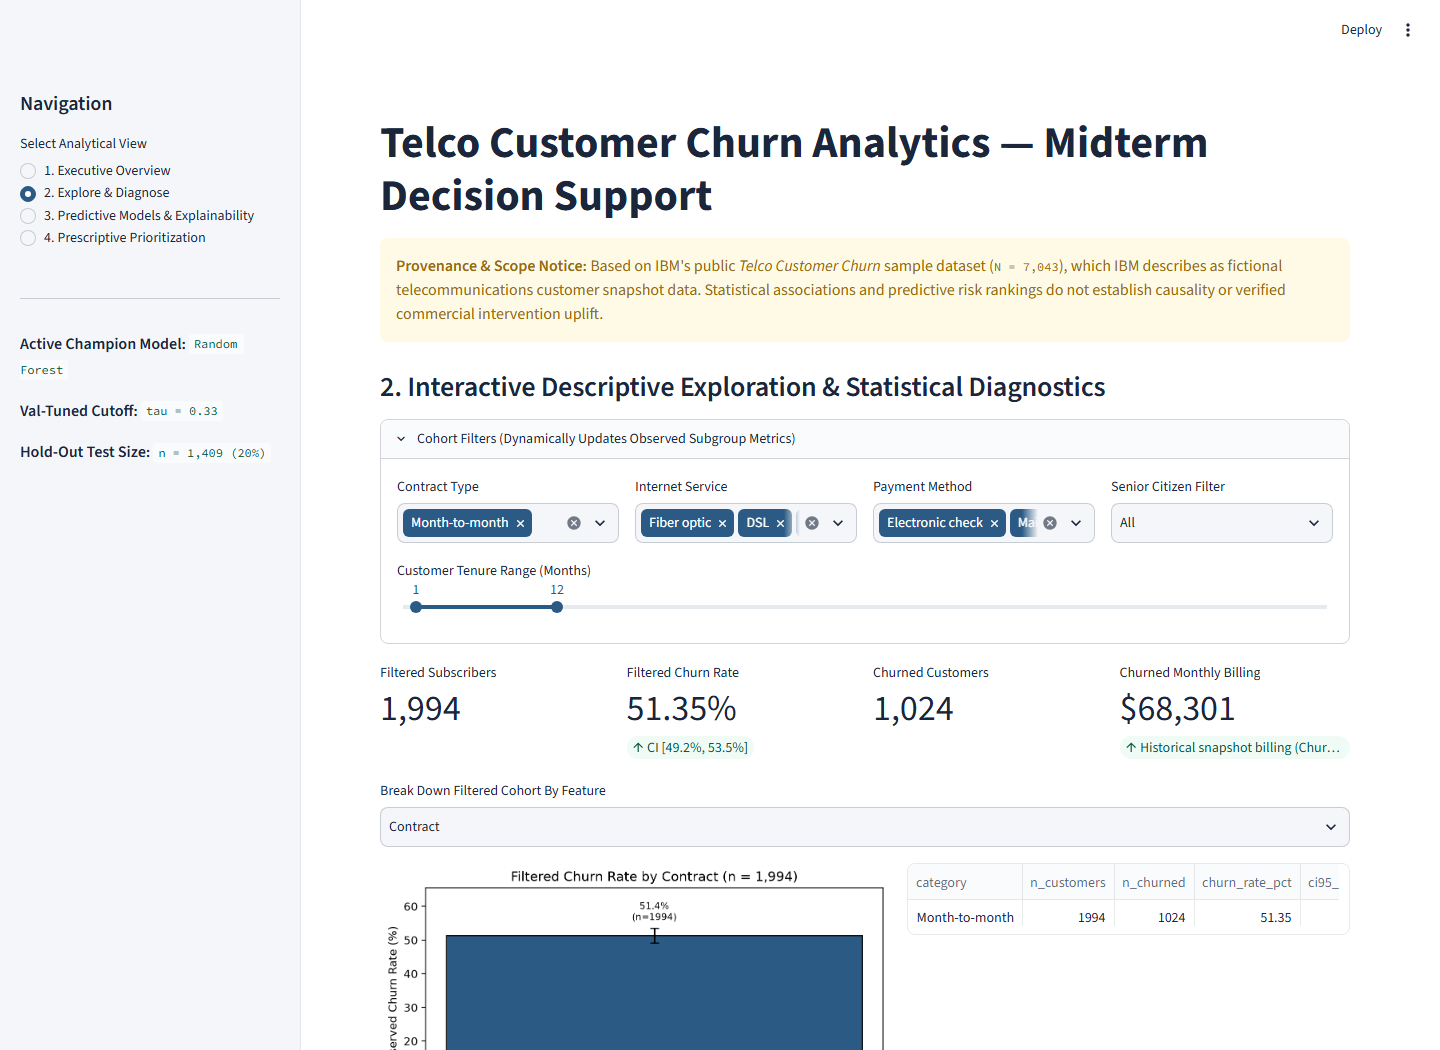 Deploy
Navigation
Select Analytical View
1. Executive Overview
2. Explore & Diagnose
3. Predictive Models & Explainability
4. Prescriptive Prioritization
Active Champion Model: Random
Forest
Val-Tuned Cutoff: tau = 0.33
Hold-Out Test Size: n = 1,409 (20%)
Telco Customer Churn Analytics — Midterm
Decision Support
Provenance & Scope Notice: Based on IBM's public Telco Customer Churn sample dataset (N = 7,043), which IBM describes as fictional
telecommunications customer snapshot data. Statistical associations and predictive risk rankings do not establish causality or verified
commercial intervention uplift.
2. Interactive Descriptive Exploration & Statistical Diagnostics
Cohort Filters (Dynamically Updates Observed Subgroup Metrics)
Contract Type
Internet Service
Payment Method
Senior Citizen Filter
Month-to-month
Fiber optic
DSL
Electronic check
Ma
All
Customer Tenure Range (Months)
1
12
Filtered Subscribers
Filtered Churn Rate
Churned Customers
Churned Monthly Billing
1,994
51.35%
1,024
$68,301
↑ CI [49.2%, 53.5%]
↑ Historical snapshot billing (Chur…
Break Down Filtered Cohort By Feature
Contract
Filtered Churn Rate by Contract (n = 1,994)
51.4%
(n=1994)
60
50
40
30
20
served Churn Rate (%)
category n_customers n_churned churn_rate_pct ci95_
Month-to-month 1994 1024 51.35